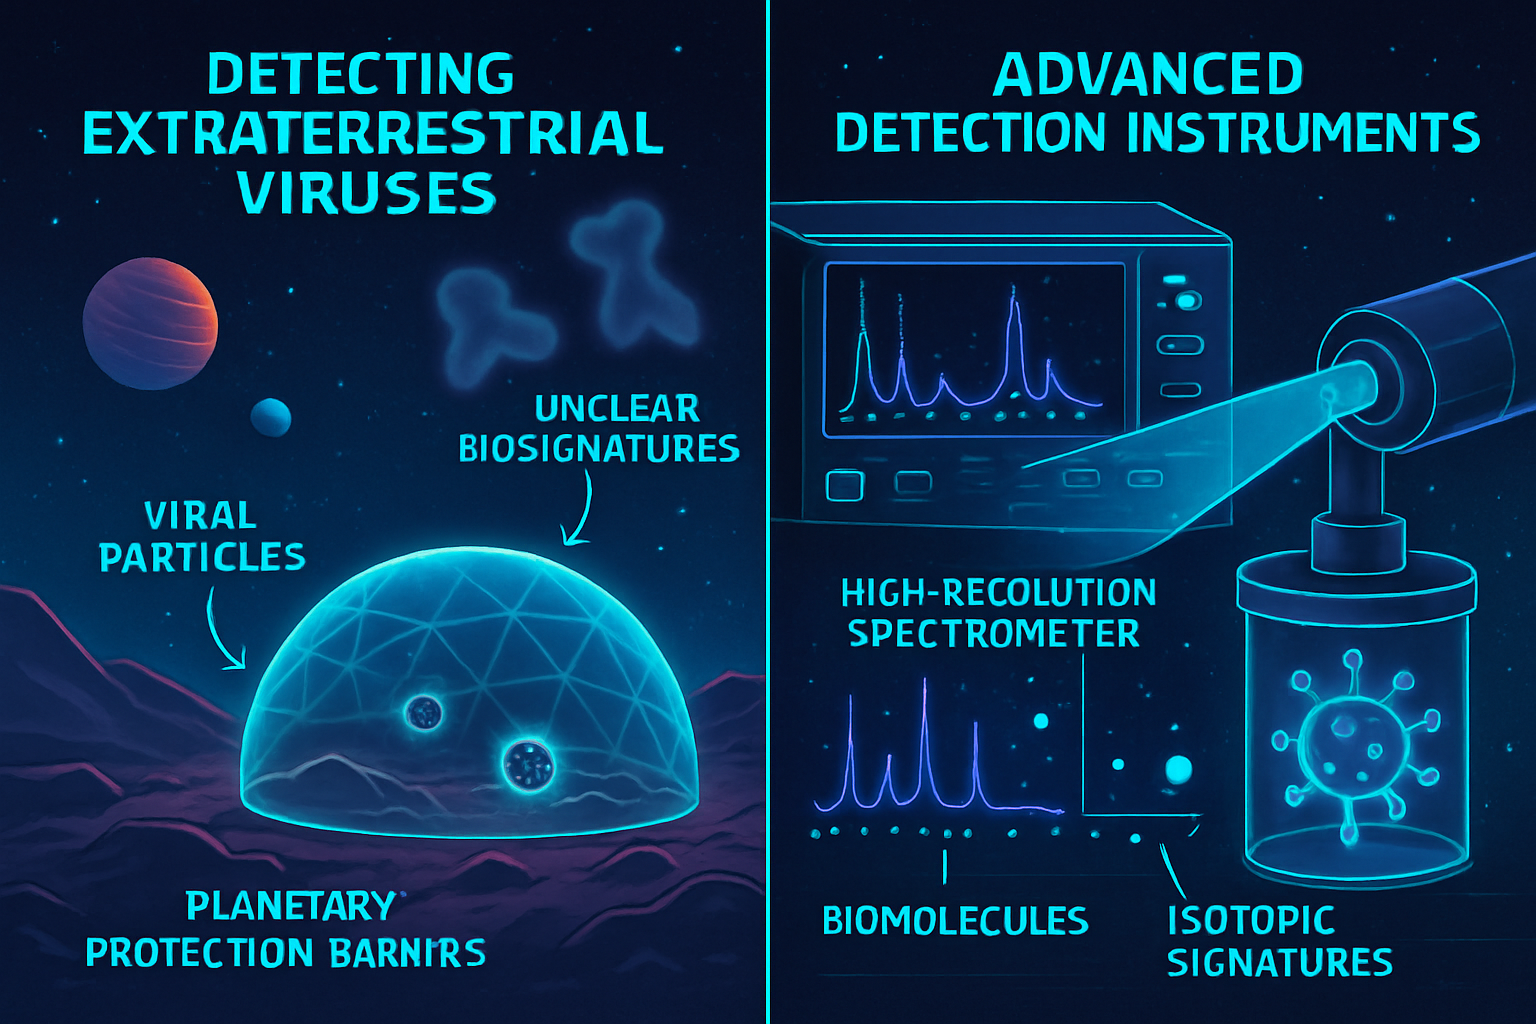 DETECTING
EXTRATERRESTRIAL
VIRUSES
UNCLEAR
BIOSIGNATURES
VIRAL
PARTICLES
PLANETARY
PROTECTION BARNIRS
ADVANCED
DETECTION INSTRUMENTS
HIGH-RECOLUTION
SPECTROMETER
BIOMOLECULES
ISOTOPIC
SIGNATURES